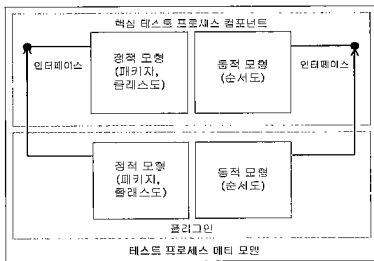 핵심 테스트 프로세스 컴포넌트
인터페이스
정적 모형
(패키지,
클래스도)
동적 모형
(순서도)
인터페이스
정적 모형
(패키지,
클래스도)
동적 모형
(순서도)
플러그인
테스트 프로세스 메타 모델